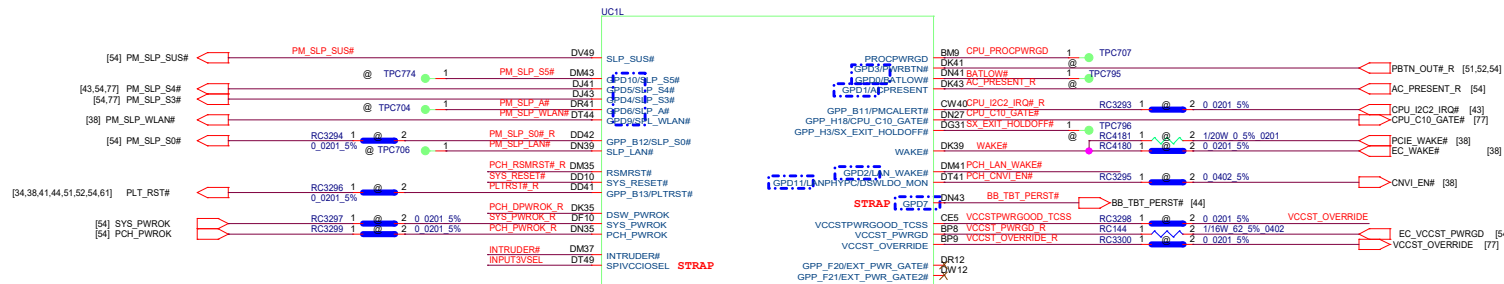 UC1L
[54] PM_SLP_SUS# PM_SLP_SUS# DV49 SLP_SUS#
@ TPC774 1 PM_SLP_S5# DM43 GPD10/SLP_S5#
[43,54,77] PM_SLP_S4# DJ41 GPD5/SLP_S4#
[54,77] PM_SLP_S3# DJ43 GPD4/SLP_S3#
@ TPC704 1 PM_SLP_A# DR41 GPD6/SLP_A#
[38] PM_SLP_WLAN# PM_SLP_WLAN# DT44 GPD9/SLP_WLAN#
[54] PM_SLP_S0# RC3294 1 @ 2 PM_SLP_S0#_R DD42 GPP_B12/SLP_S0#
0_0201_5% @ TPC706 1 PM_SLP_LAN# DN39 SLP_LAN#
PCH_RSMRST#_R DM35 RSMRST#
SYS_RESET# DD10 SYS_RESET#
[34,38,41,44,51,52,54,61] PLT_RST# RC3296 1 @ 2 PLTRST#_R DD41 GPP_B13/PLTRST#
0_0201_5%
PCH_DPWROK_R DK35 DSW_PWROK
[54] SYS_PWROK RC3297 1 @ 2 0_0201_5% SYS_PWROK_R DF10 SYS_PWROK
[54] PCH_PWROK RC3299 1 @ 2 0_0201_5% PCH_PWROK_R DN35 PCH_PWROK
INTRUDER# DM37 INTRUDER#
INPUT3VSEL DT49 SPIVCCIOSEL STRAP
PROCPWRGD BM9 CPU_PROCPWRGD 1 TPC707
GPD3/PWRBTN# DK41 @ PBTN_OUT#_R [51,52,54]
GPD0/BATLOW# DN41 BATLOW# 1 TPC795
GPD1/ACPRESENT DK43 AC_PRESENT_R @ AC_PRESENT_R [54]
GPP_B11/PMCALERT# CW40 CPU_I2C2_IRQ#_R RC3293 1 @ 2 0_0201_5% CPU_I2C2_IRQ# [43]
GPP_H18/CPU_C10_GATE# DN27 CPU_C10_GATE# CPU_C10_GATE# [77]
GPP_H3/SX_EXIT_HOLDOFF# DG31 SX_EXIT_HOLDOFF# 1 TPC796
@ RC4181 1 @ 2 1/20W_0_5%_0201 PCIE_WAKE# [38]
WAKE# DK39 WAKE# RC4180 1 @ 2 0_0201_5% EC_WAKE# [38]
GPD2/LAN_WAKE# DM41 PCH_LAN_WAKE#
GPD11/LANPHYPC/DSWLDO_MON DT41 PCH_CNVI_EN# RC3295 1 @ 2 0_0402_5% CNVI_EN# [38]
STRAP GPD7 DN43 BB_TBT_PERST# BB_TBT_PERST# [44]
VCCSTPWRGOOD_TCSS CE5 RC3298 1 @ 2 0_0201_5% VCCST_OVERRIDE
VCCST_PWRGD BP8 VCCST_PWRGD_R RC144 1 2 1/16W_62_5%_0402 EC_VCCST_PWRGD [54
VCCST_OVERRIDE BP9 VCCST_OVERRIDE_R RC3300 1 @ 2 0_0201_5% VCCST_OVERRIDE [77]
GPP_F20/EXT_PWR_GATE# DR12
GPP_F21/EXT_PWR_GATE2# DW12